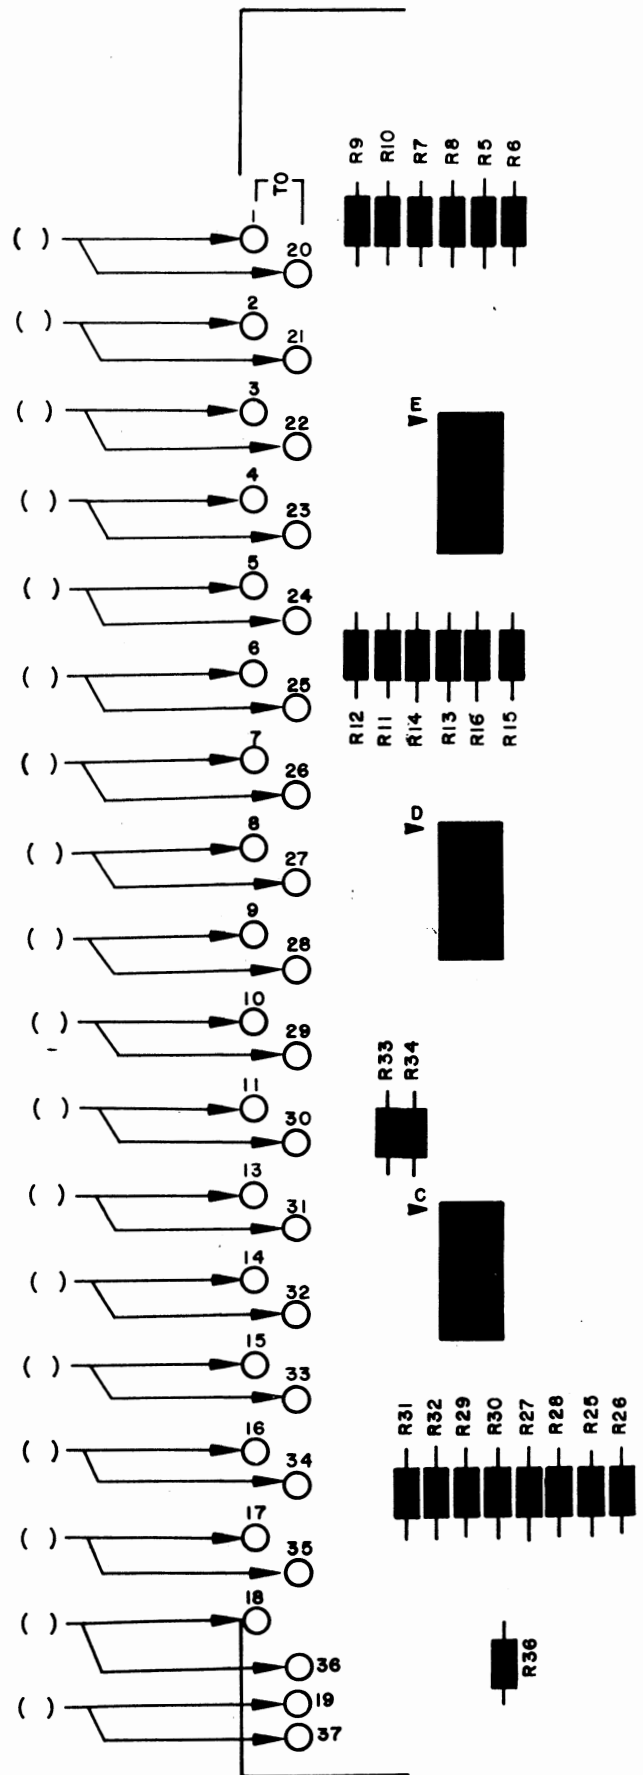 R9 R10 R7 R8 R5 R6
TO
( ) 1
20
( ) 2
21
( ) 3
22
E
( ) 4
23
( ) 5
24
( ) 6
25
R12 R11 R14 R13 R16 R15
( ) 7
26
D
( ) 8
27
( ) 9
28
( ) 10
29
R33 R34
( ) 11
30
( ) 13
31
C
( ) 14
32
( ) 15
33
R31 R32 R29 R30 R27 R28 R25 R26
( ) 16
34
( ) 17
35
( ) 18
36
R36
( ) 19
37